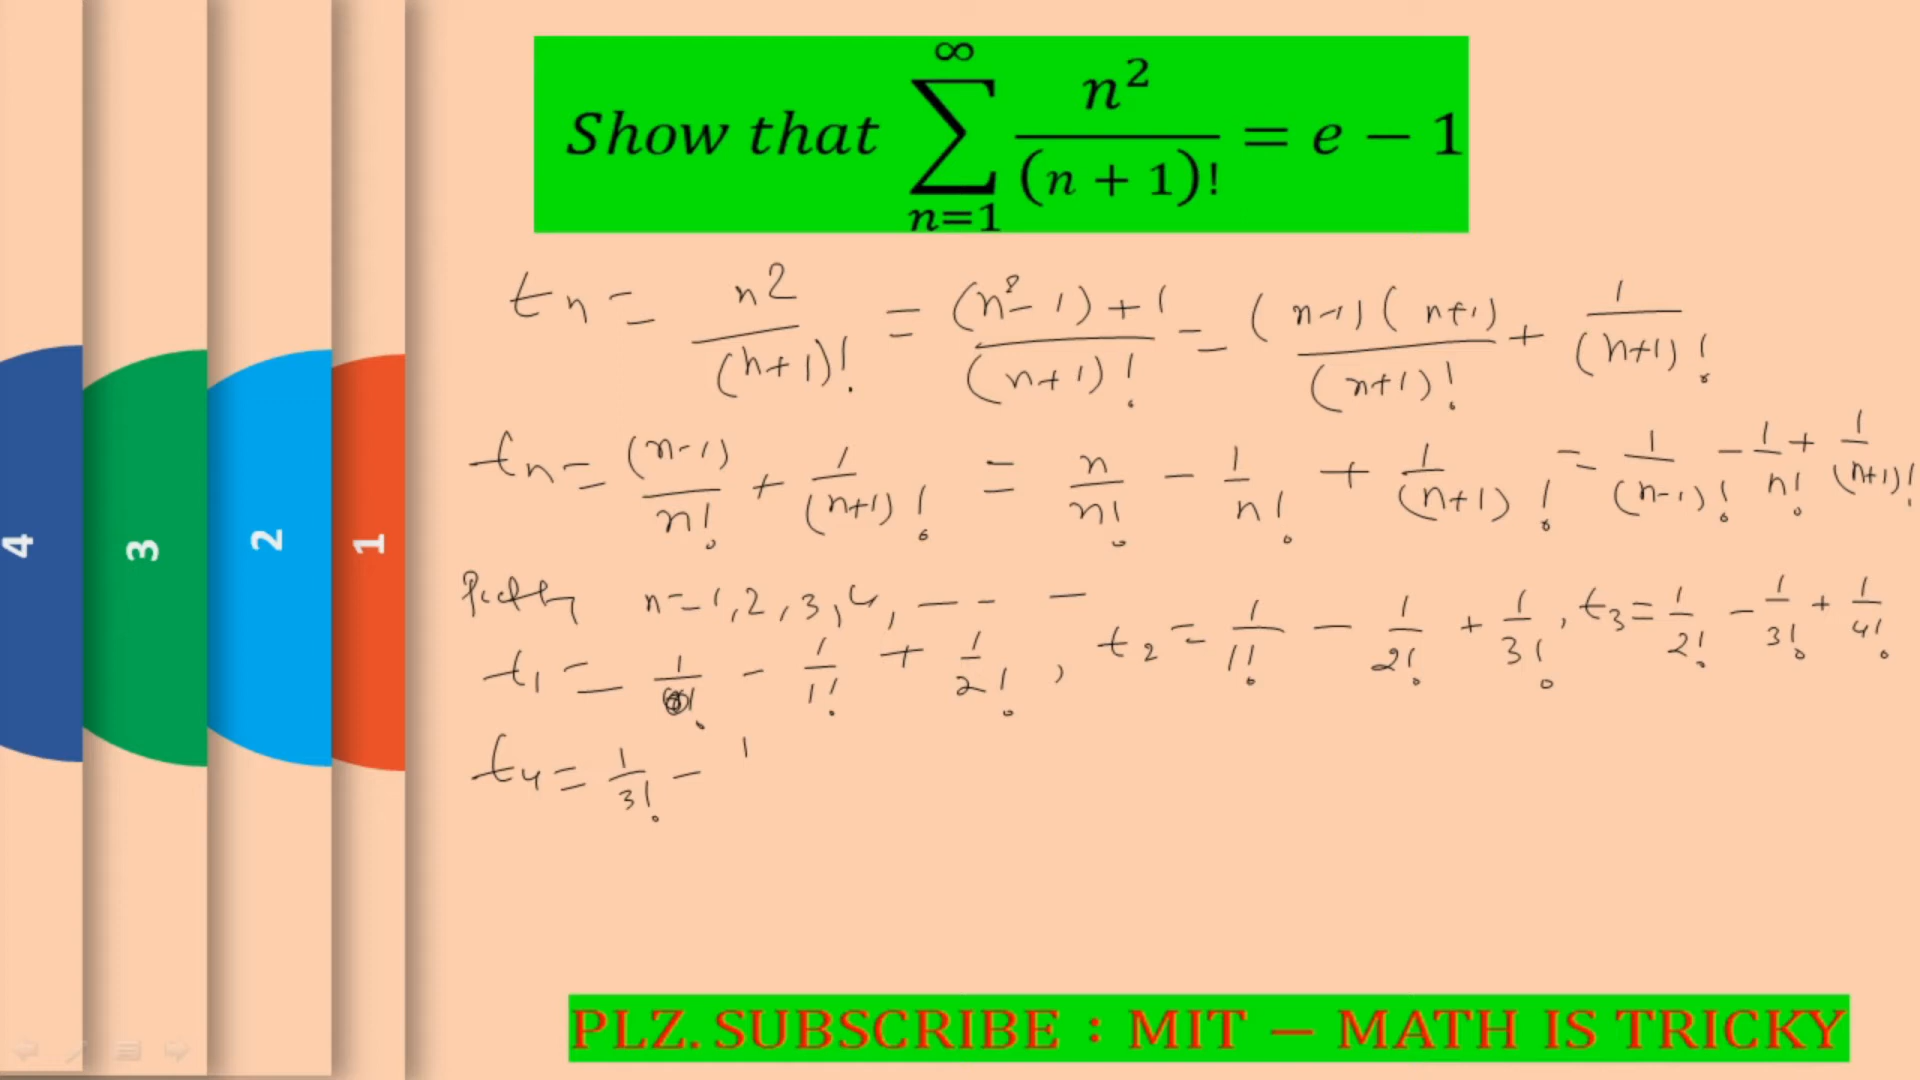 Show that ∑_{n=1}^{∞} n²/(n + 1)! = e − 1
tn = n²/(n+1)! = ((n²-1)+1)/(n+1)! = (n-1)(n+1)/(n+1)! + 1/(n+1)!
tn = (n-1)/n! + 1/(n+1)! = n/n! - 1/n! + 1/(n+1)! = 1/(n-1)! - 1/n! + 1/(n+1)!
n=1,2,3,4, - - -
t1 = 1/0! - 1/1! + 1/2! , t2 = 1/1! - 1/2! + 1/3! , t3 = 1/2! - 1/3! + 1/4!
t4 = 1/3! - 1
4
3
2
1
PLZ. SUBSCRIBE : MIT − MATH IS TRICKY